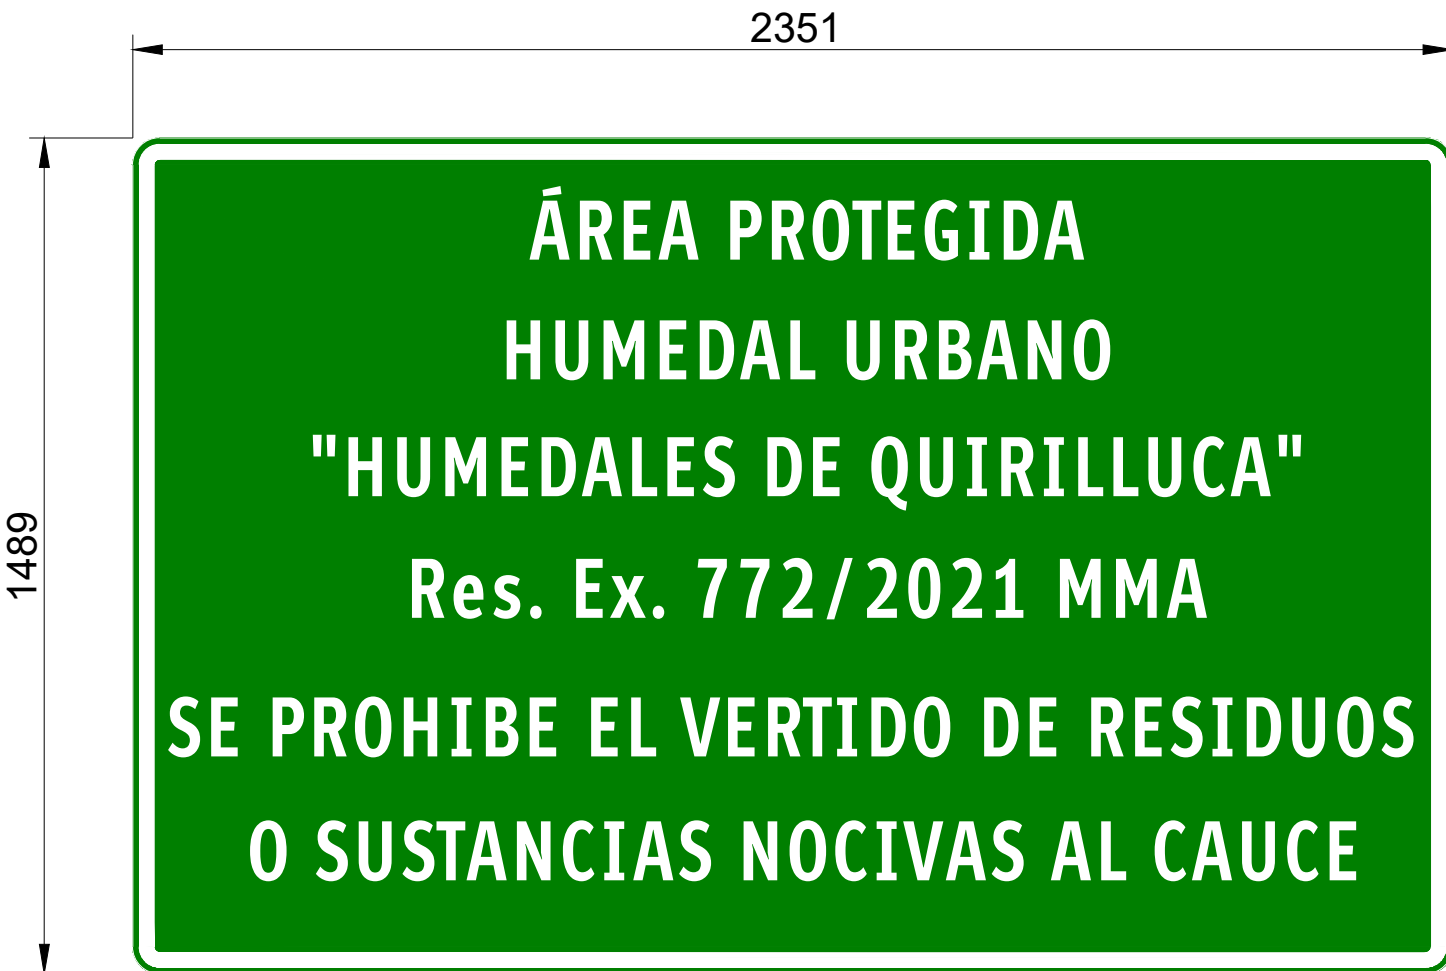 2351
1489
ÁREA PROTEGIDA
HUMEDAL URBANO
"HUMEDALES DE QUIRILLUCA"
Res. Ex. 772/2021 MMA
SE PROHIBE EL VERTIDO DE RESIDUOS
O SUSTANCIAS NOCIVAS AL CAUCE